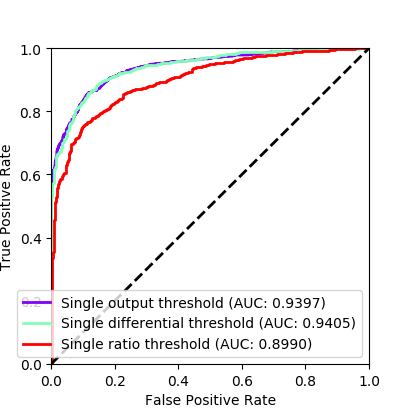 1.0
0.8
0.6
0.4
0.2
0.0
True Positive Rate
Single output threshold (AUC: 0.9397)
Single differential threshold (AUC: 0.9405)
Single ratio threshold (AUC: 0.8990)
0.0 0.2 0.4 0.6 0.8 1.0
False Positive Rate